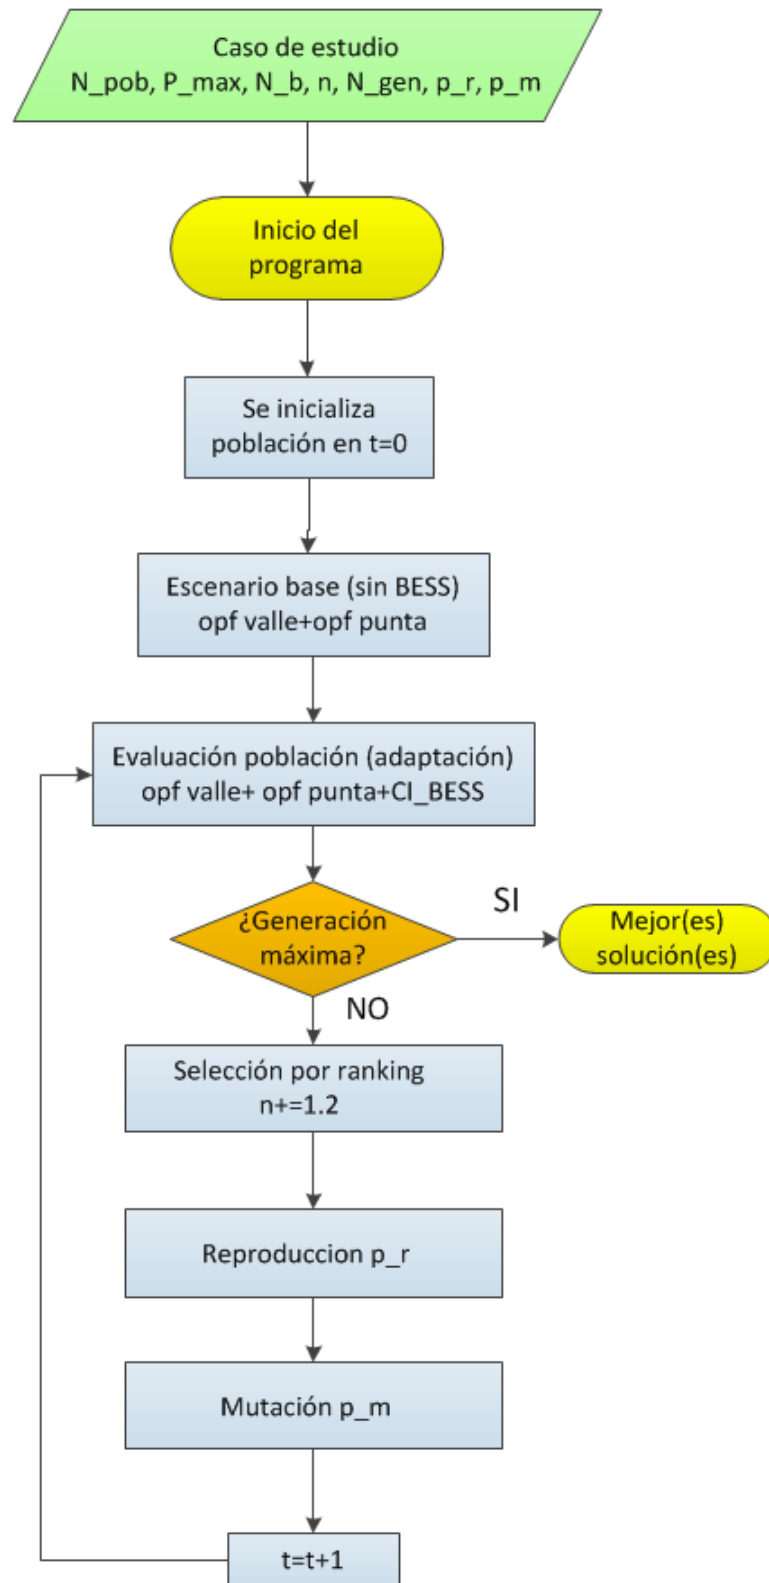 Caso de estudio
N_pob, P_max, N_b, n, N_gen, p_r, p_m
Inicio del
programa
Se inicializa
población en t=0
Escenario base (sin BESS)
opf valle+opf punta
Evaluación población (adaptación)
opf valle+ opf punta+CI_BESS
¿Generación
máxima?
SI
Mejor(es)
solución(es)
NO
Selección por ranking
n+=1.2
Reproduccion p_r
Mutación p_m
t=t+1